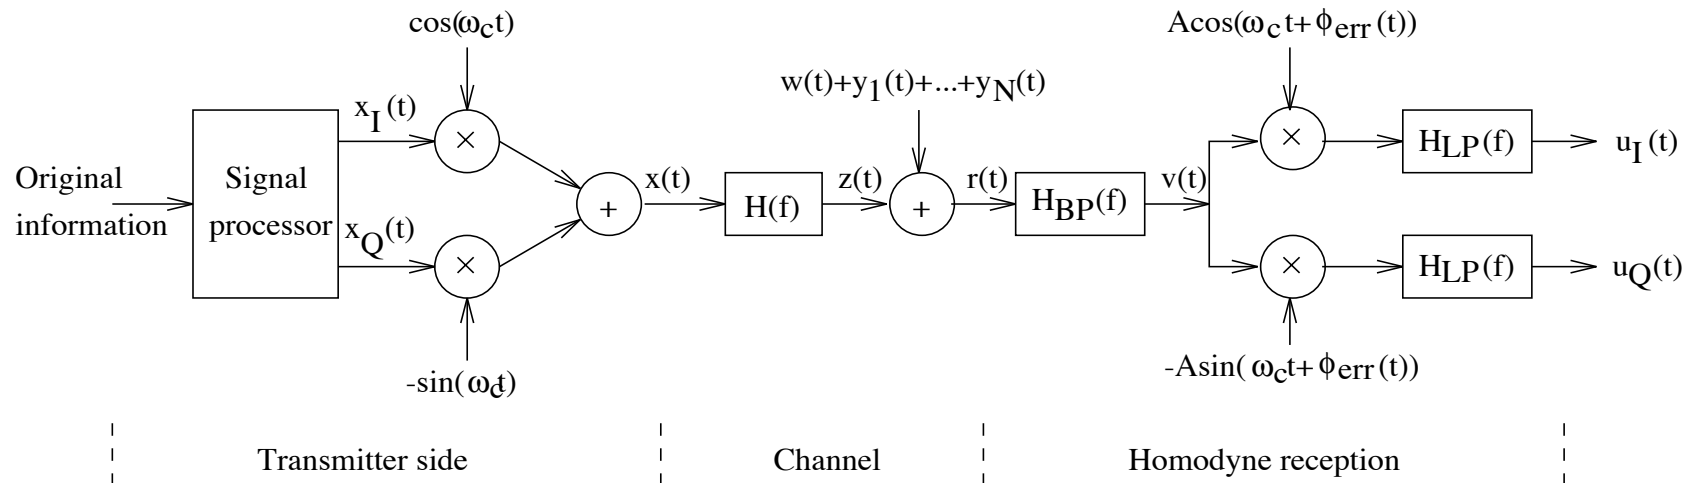 cos(ωct)
Acos(ωct+ϕerr(t))
w(t)+y1(t)+...+yN(t)
xI(t)
×
×
HLP(f)
uI(t)
Original
information
Signal
processor
x(t)
z(t)
r(t)
v(t)
+
H(f)
+
HBP(f)
xQ(t)
×
×
HLP(f)
uQ(t)
-sin(ωct)
-Asin(ωct+ϕerr(t))
Transmitter side
Channel
Homodyne reception